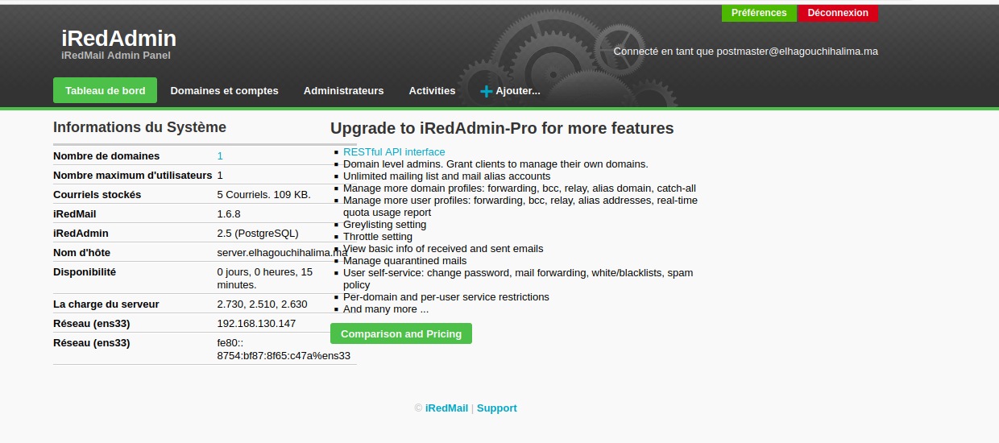 Préférences Déconnexion
iRedAdmin
iRedMail Admin Panel
Connecté en tant que postmaster@elhagouchihalima.ma
Tableau de bord Domaines et comptes Administrateurs Activities + Ajouter...
Informations du Système
Nombre de domaines 1
Nombre maximum d'utilisateurs 1
Courriels stockés 5 Courriels. 109 KB.
iRedMail 1.6.8
iRedAdmin 2.5 (PostgreSQL)
Nom d'hôte server.elhagouchihalima.ma
Disponibilité 0 jours, 0 heures, 15
minutes.
La charge du serveur 2.730, 2.510, 2.630
Réseau (ens33) 192.168.130.147
Réseau (ens33) fe80::
8754:bf87:8f65:c47a%ens33
Upgrade to iRedAdmin-Pro for more features
▪ RESTful API interface
▪ Domain level admins. Grant clients to manage their own domains.
▪ Unlimited mailing list and mail alias accounts
▪ Manage more domain profiles: forwarding, bcc, relay, alias domain, catch-all
▪ Manage more user profiles: forwarding, bcc, relay, alias addresses, real-time
quota usage report
▪ Greylisting setting
▪ Throttle setting
▪ View basic info of received and sent emails
▪ Manage quarantined mails
▪ User self-service: change password, mail forwarding, white/blacklists, spam
policy
▪ Per-domain and per-user service restrictions
▪ And many more ...
Comparison and Pricing
© iRedMail | Support